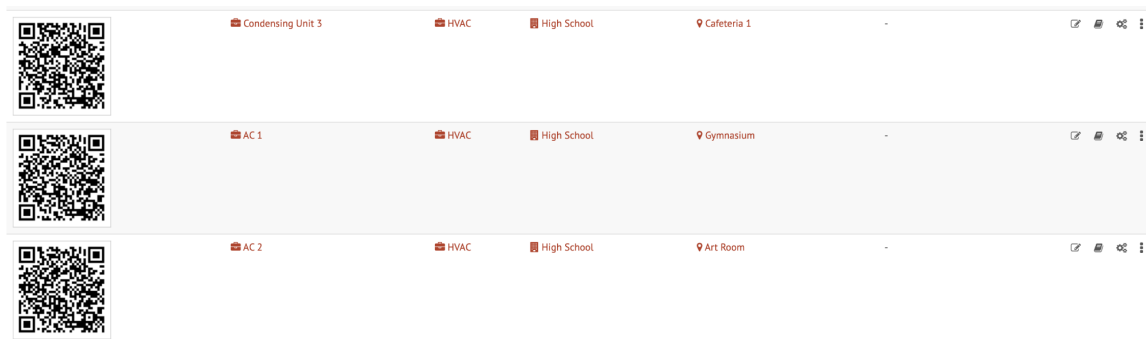 Condensing Unit 3 HVAC High School Cafeteria 1 -
AC 1 HVAC High School Gymnasium -
AC 2 HVAC High School Art Room -